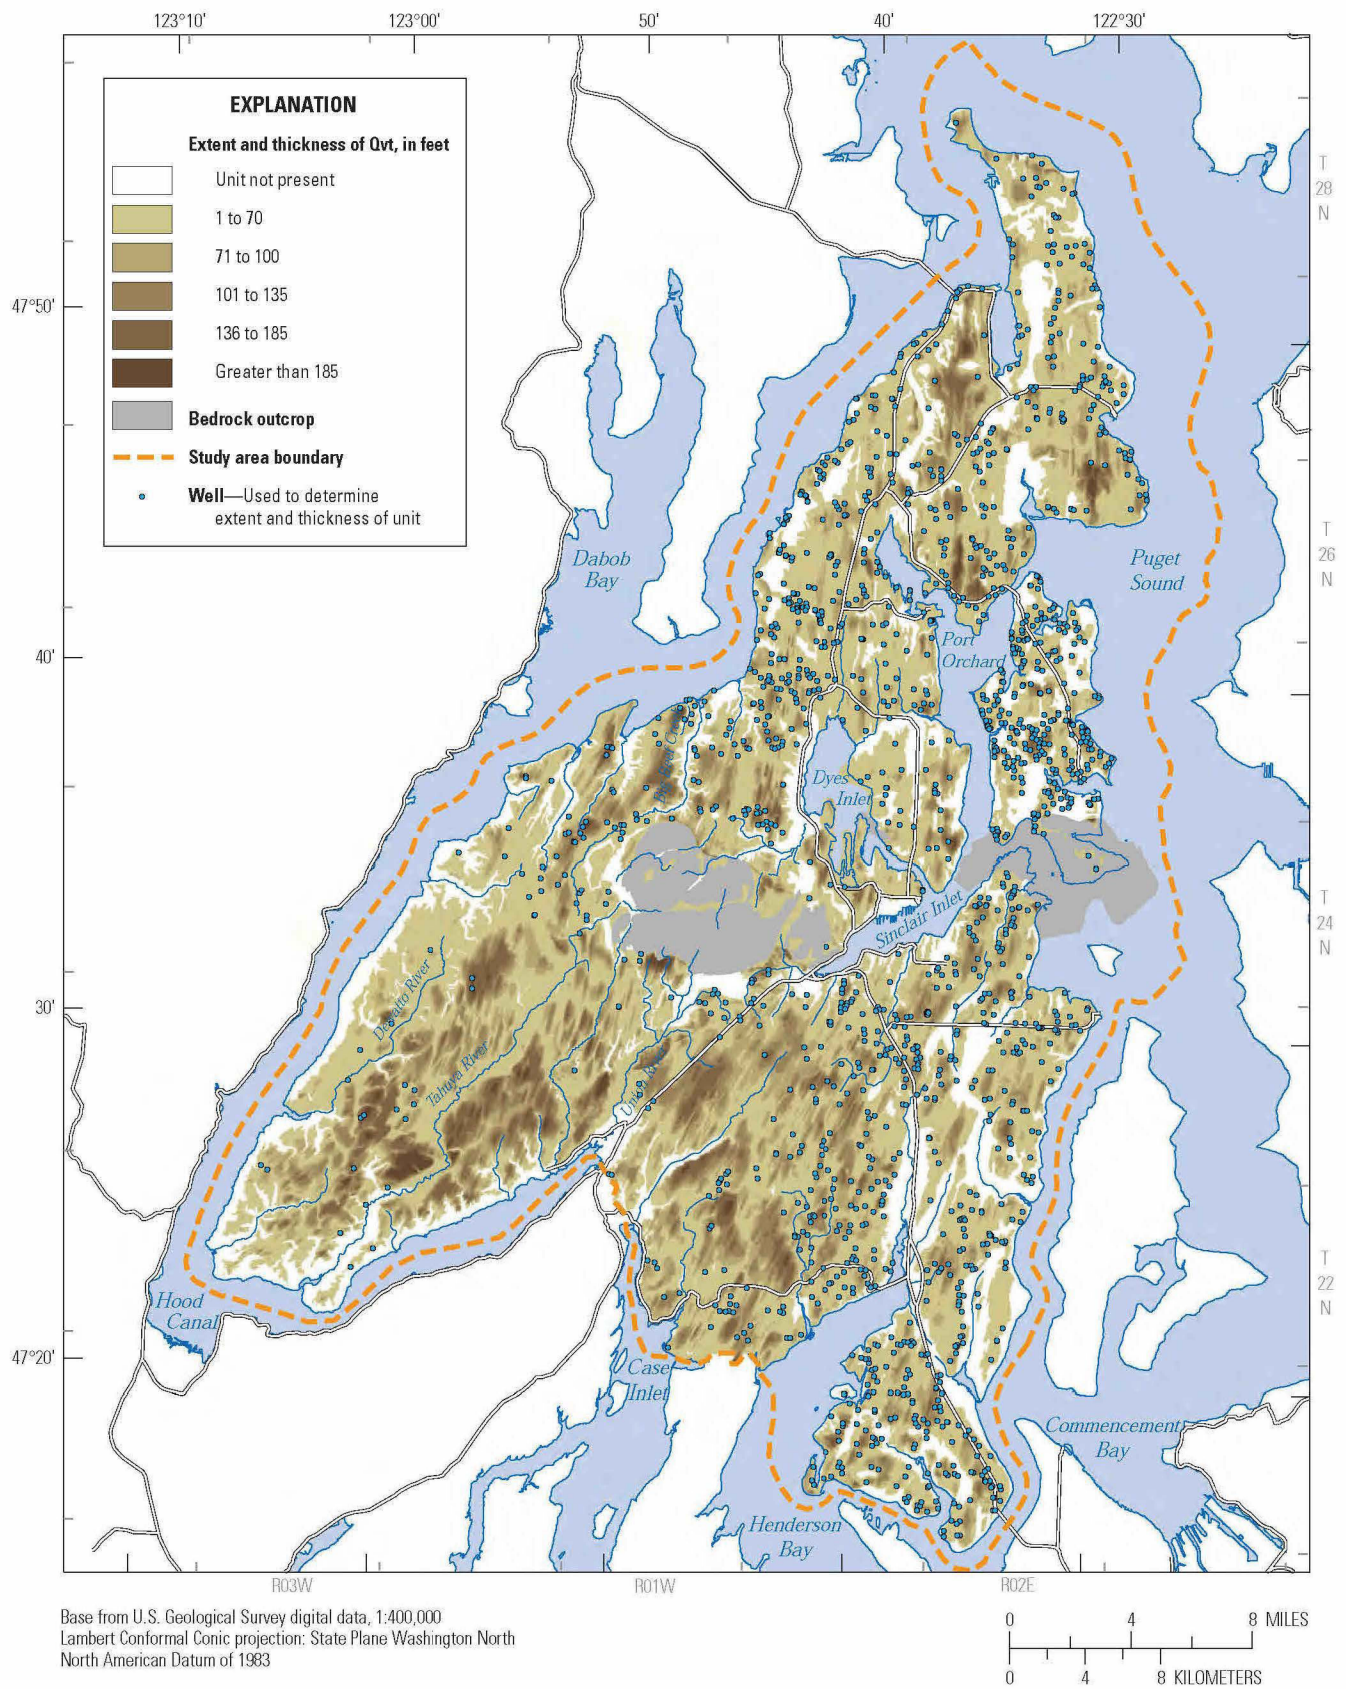 123°10' 123°00' 50' 40' 122°30'
EXPLANATION
Extent and thickness of Qvt, in feet
Unit not present
1 to 70
71 to 100
101 to 135
136 to 185
Greater than 185
Bedrock outcrop
Study area boundary
Well—Used to determine
extent and thickness of unit
T
28
N
47°50'
T
26
N
Dabob
Bay
Puget
Sound
40'
Port
Orchard
Dyes
Inlet
T
24
N
Sinclair Inlet
30'
Dewatto River
Tahuya River
Union River
T
22
N
Hood
Canal
47°20'
Case
Inlet
Commencement
Bay
Henderson
Bay
R03W R01W R02E
Base from U.S. Geological Survey digital data, 1:400,000
Lambert Conformal Conic projection: State Plane Washington North
North American Datum of 1983
0 4 8 MILES
0 4 8 KILOMETERS